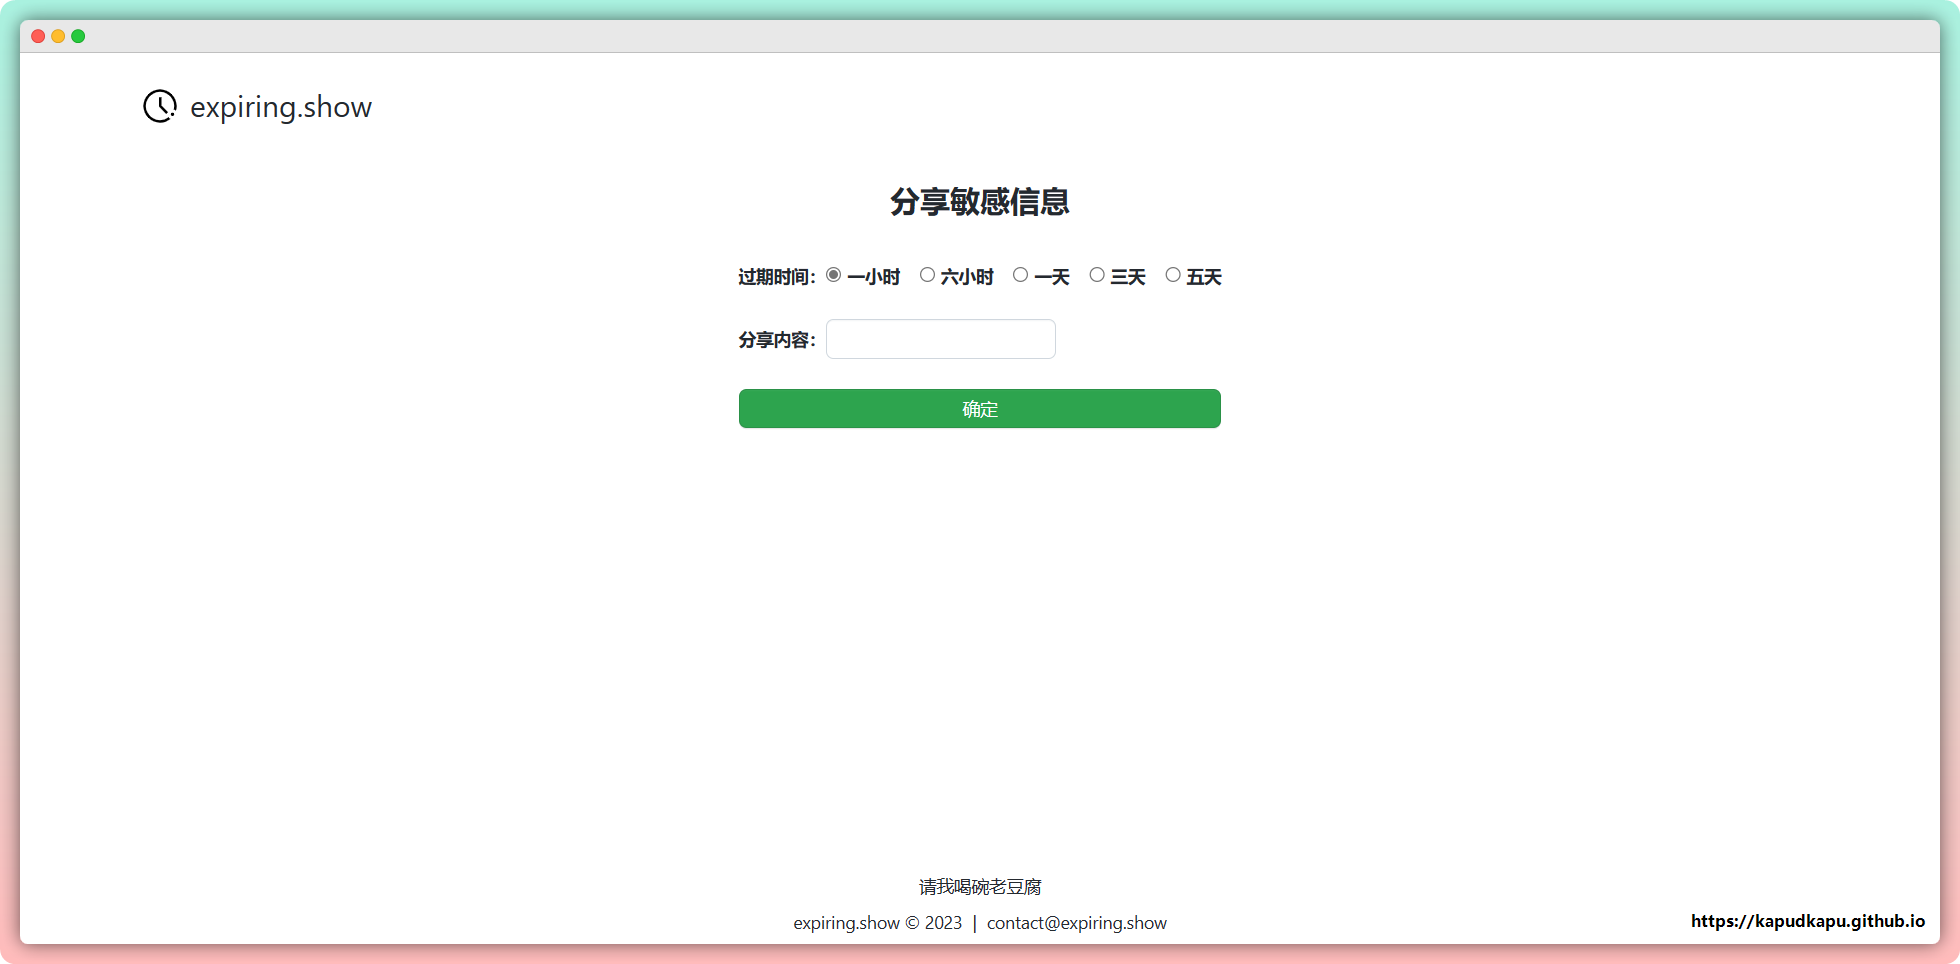 expiring.show
分享敏感信息
过期时间： 一小时 六小时 一天 三天 五天
分享内容：
确定
请我喝碗老豆腐
expiring.show © 2023 | contact@expiring.show
https://kapudkapu.github.io